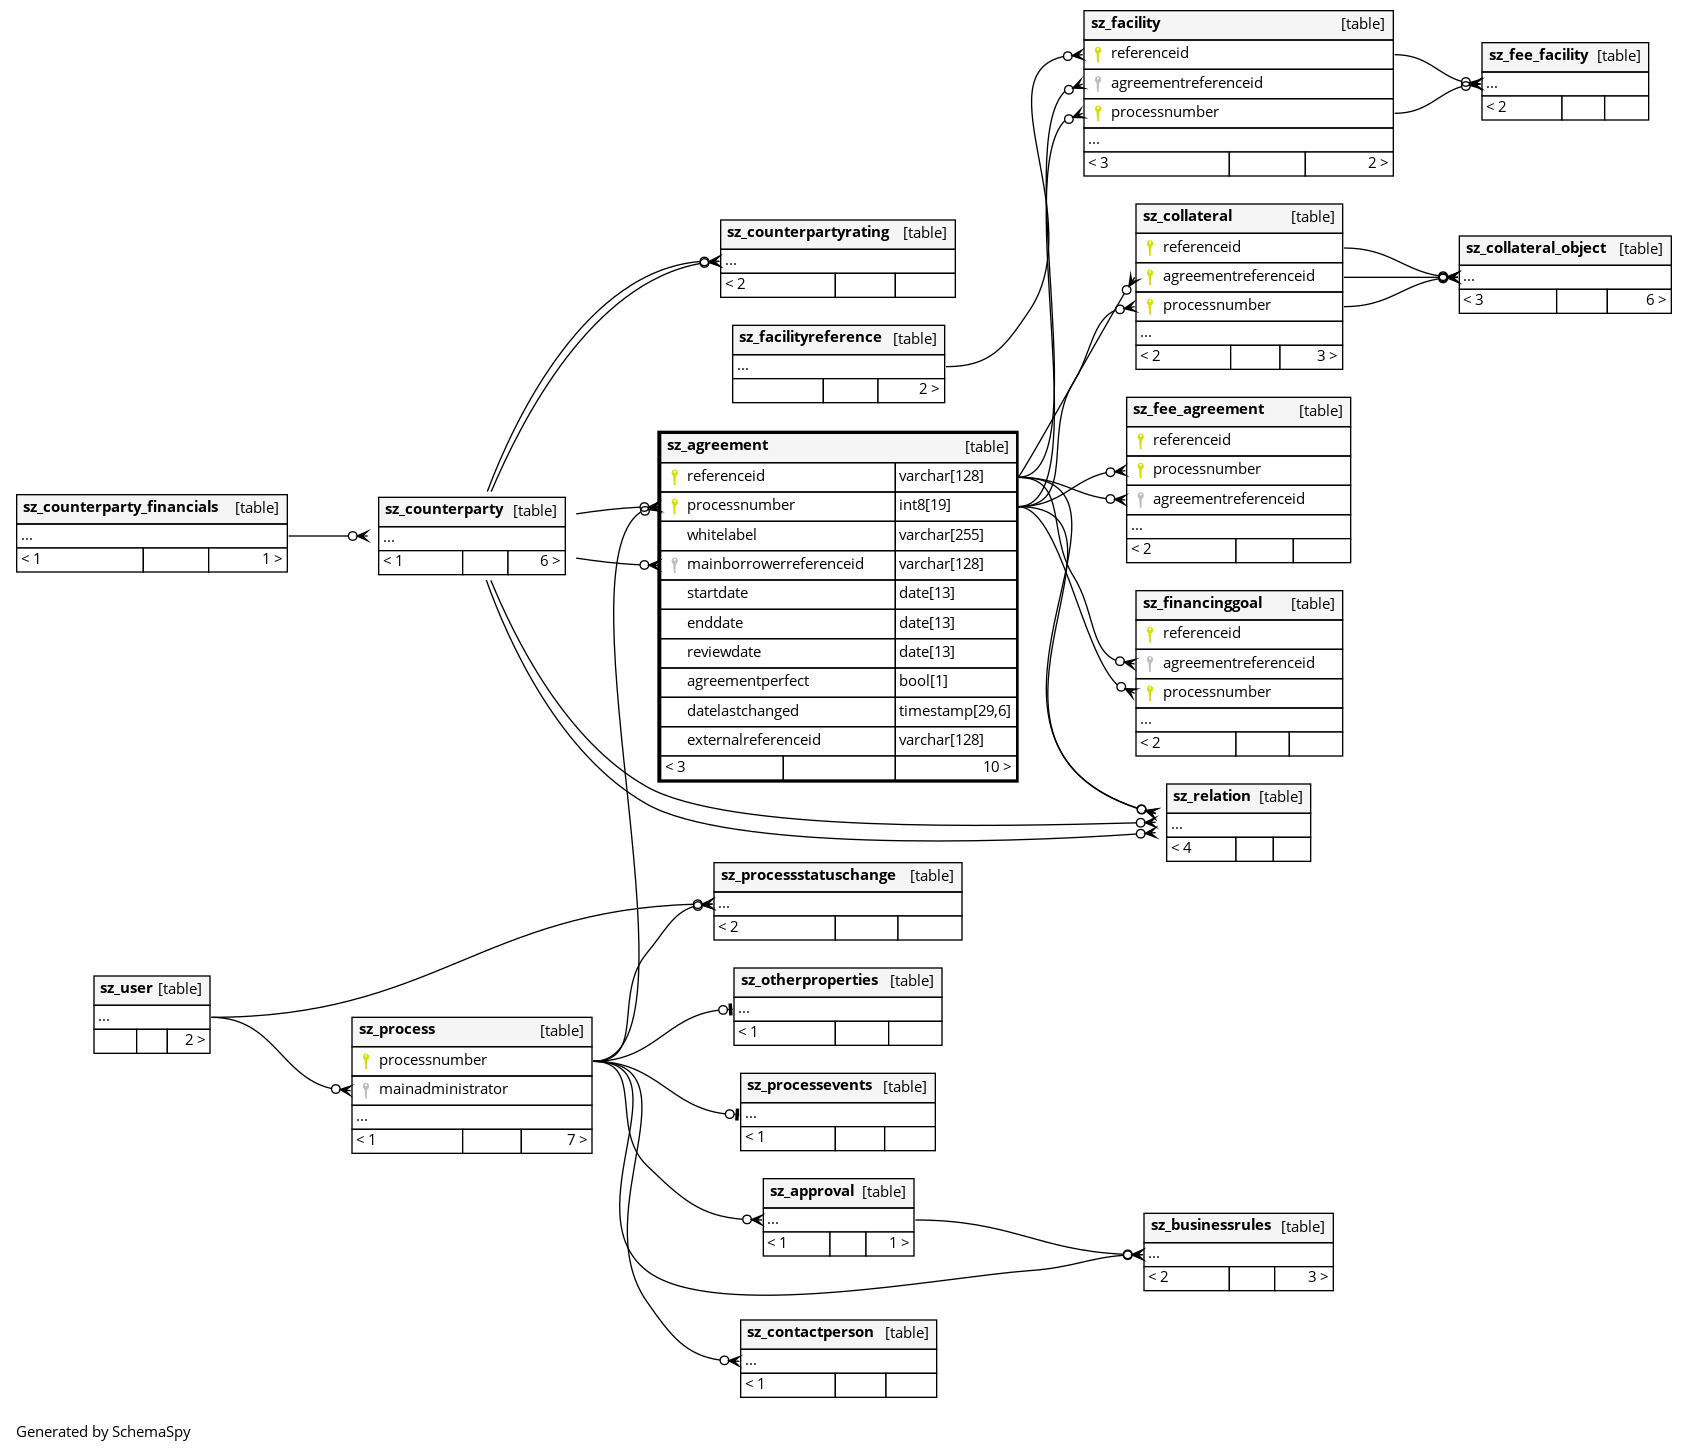 sz_facility [table]
referenceid
agreementreferenceid
processnumber
...
< 3 2 >
sz_fee_facility [table]
...
< 2
sz_collateral [table]
referenceid
agreementreferenceid
processnumber
...
< 2 3 >
sz_collateral_object [table]
...
< 3 6 >
sz_counterpartyrating [table]
...
< 2
sz_facilityreference [table]
...
2 >
sz_fee_agreement [table]
referenceid
processnumber
agreementreferenceid
...
< 2
sz_agreement [table]
referenceid varchar[128]
processnumber int8[19]
whitelabel varchar[255]
mainborrowerreferenceid varchar[128]
startdate date[13]
enddate date[13]
reviewdate date[13]
agreementperfect bool[1]
datelastchanged timestamp[29,6]
externalreferenceid varchar[128]
< 3 10 >
sz_counterparty_financials [table]
...
< 1 1 >
sz_counterparty [table]
...
< 1 6 >
sz_financinggoal [table]
referenceid
agreementreferenceid
processnumber
...
< 2
sz_relation [table]
...
< 4
sz_processstatuschange [table]
...
< 2
sz_user [table]
...
2 >
sz_process [table]
processnumber
mainadministrator
...
< 1 7 >
sz_otherproperties [table]
...
< 1
sz_processevents [table]
...
< 1
sz_approval [table]
...
< 1 1 >
sz_businessrules [table]
...
< 2 3 >
sz_contactperson [table]
...
< 1
Generated by SchemaSpy